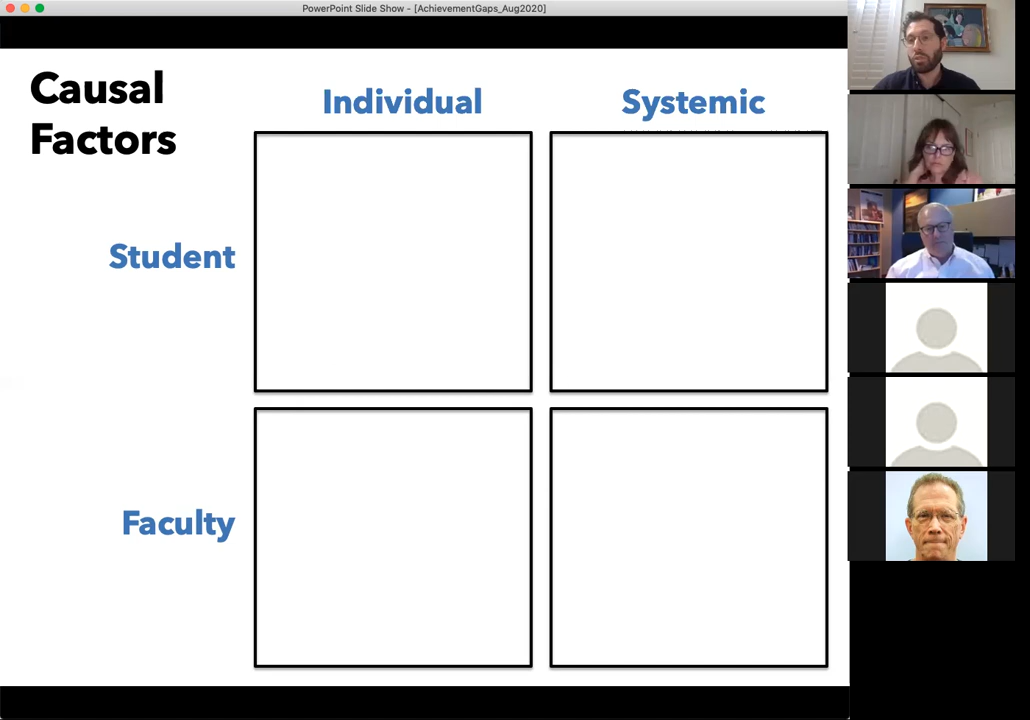 PowerPoint Slide Show - [AchievementGaps_Aug2020]
Causal
Factors
Individual
Systemic
Student
Faculty